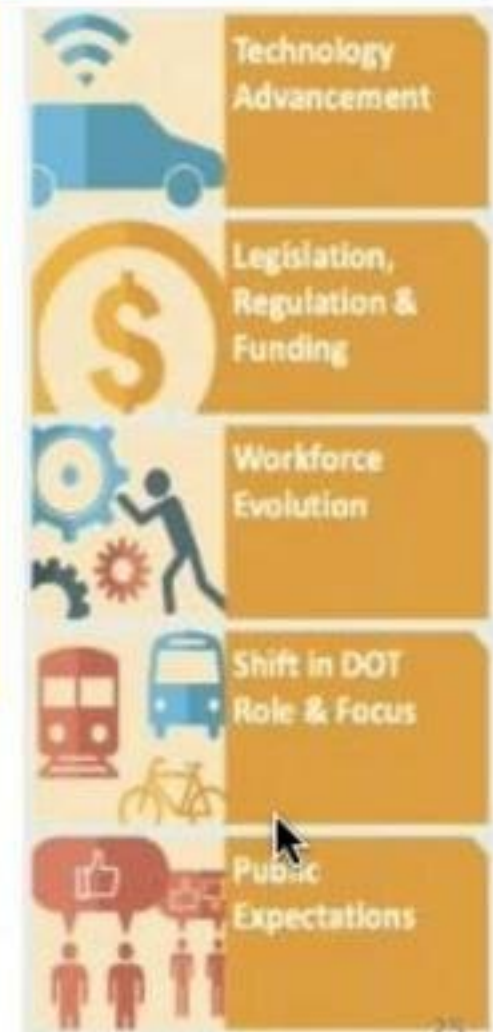 Technology
Advancement
Legislation,
Regulation &
Funding
Workforce
Evolution
Shift in DOT
Role & Focus
Public
Expectations